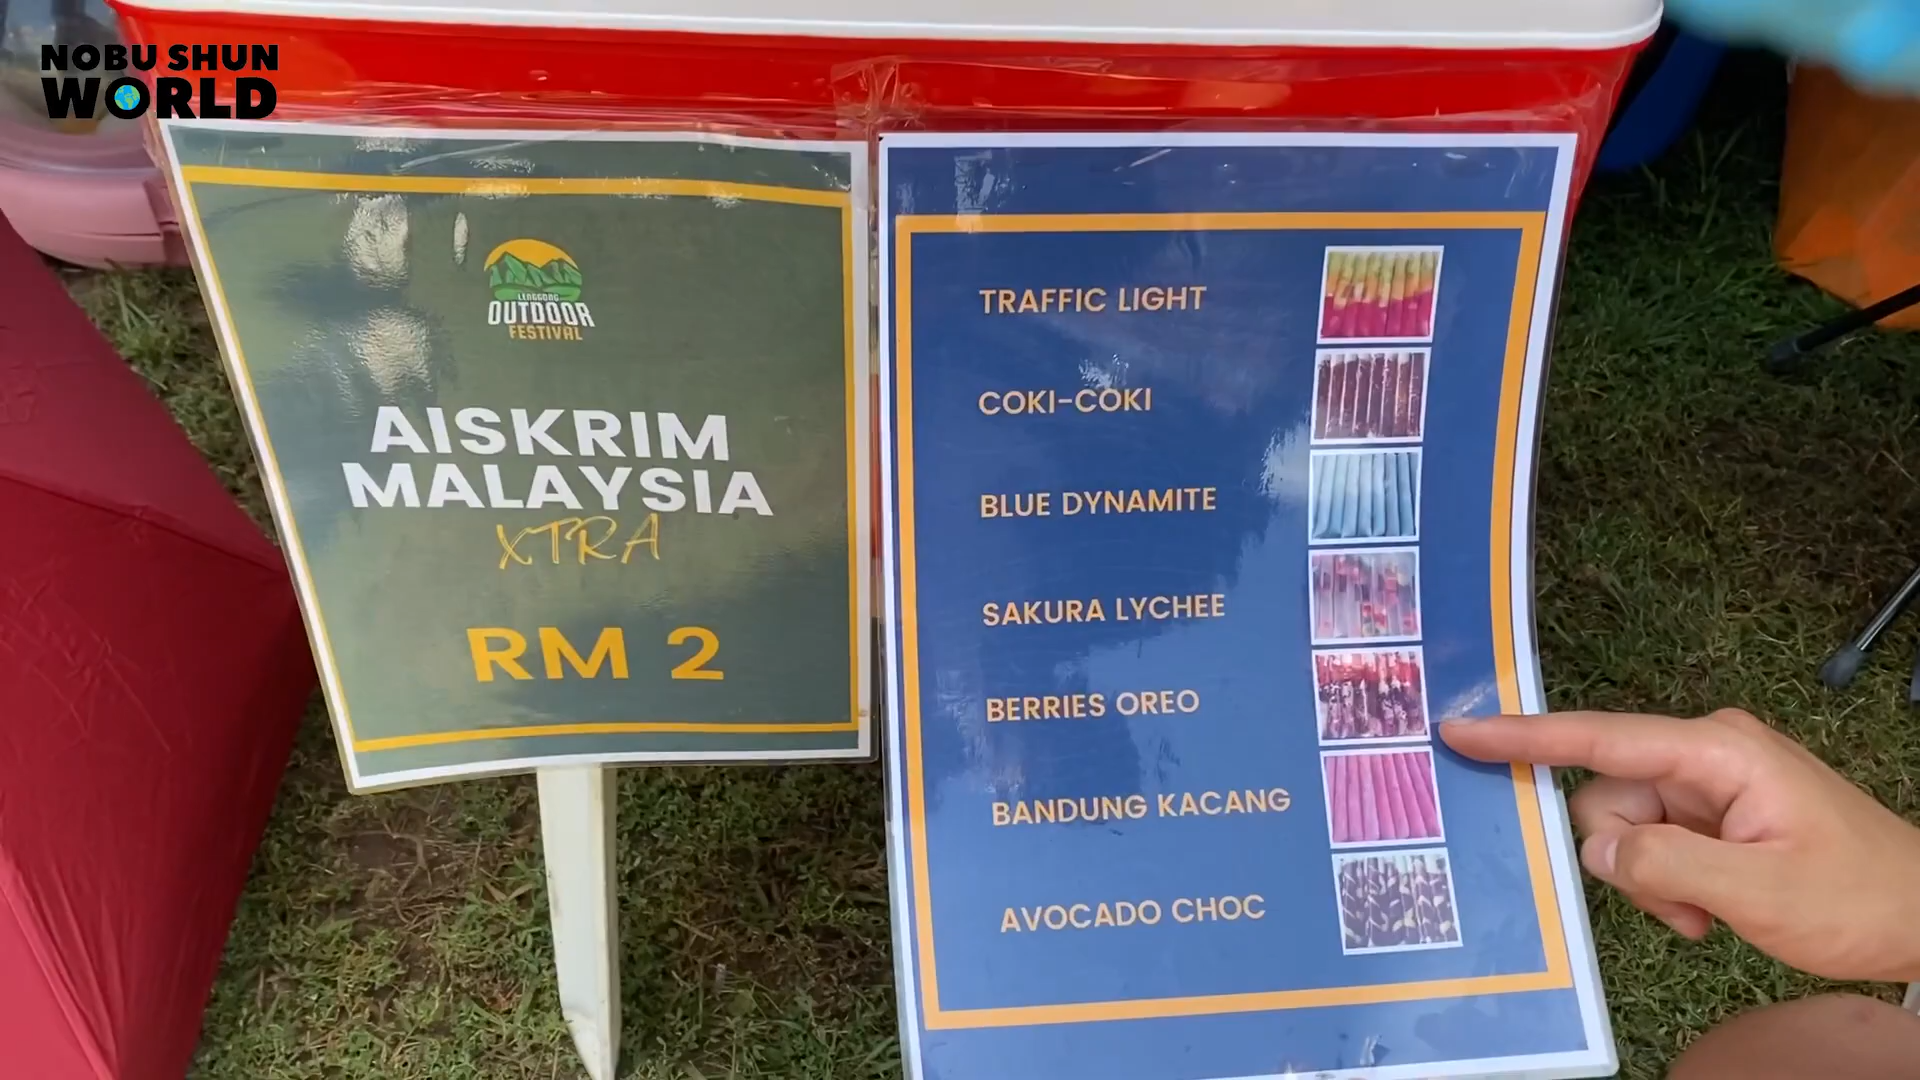 NOBU SHUN
WORLD
LENGGONG
OUTDOOR
FESTIVAL
AISKRIM
MALAYSIA
XTRA
RM 2
TRAFFIC LIGHT
COKI-COKI
BLUE DYNAMITE
SAKURA LYCHEE
BERRIES OREO
BANDUNG KACANG
AVOCADO CHOC